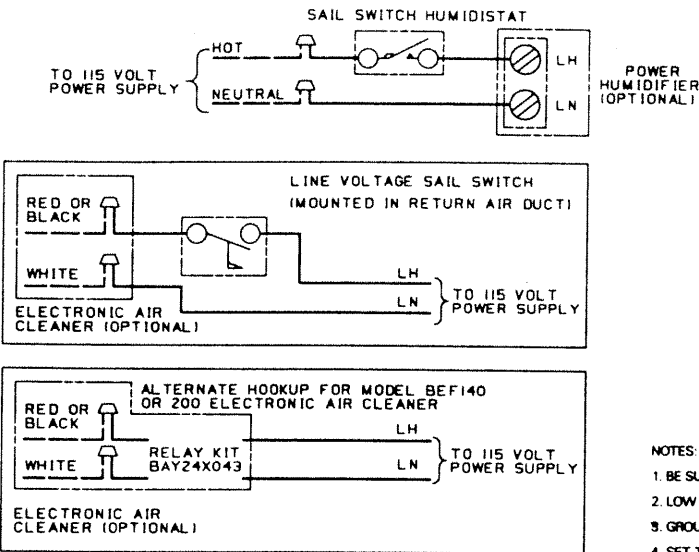 SAIL SWITCH HUMIDISTAT
HOT
LH
TO 115 VOLT
POWER SUPPLY
POWER
HUMIDIFIER
(OPTIONAL)
NEUTRAL
LN
LINE VOLTAGE SAIL SWITCH
(MOUNTED IN RETURN AIR DUCT)
RED OR
BLACK
WHITE
LH
LN
TO 115 VOLT
POWER SUPPLY
ELECTRONIC AIR
CLEANER (OPTIONAL)
ALTERNATE HOOKUP FOR MODEL BEF140
OR 200 ELECTRONIC AIR CLEANER
RED OR
BLACK
LH
WHITE
RELAY KIT
BAY24X043
LN
TO 115 VOLT
POWER SUPPLY
ELECTRONIC AIR
CLEANER (OPTIONAL)
NOTES:
1. BE SU
2. LOW
3. GROU
4. SET